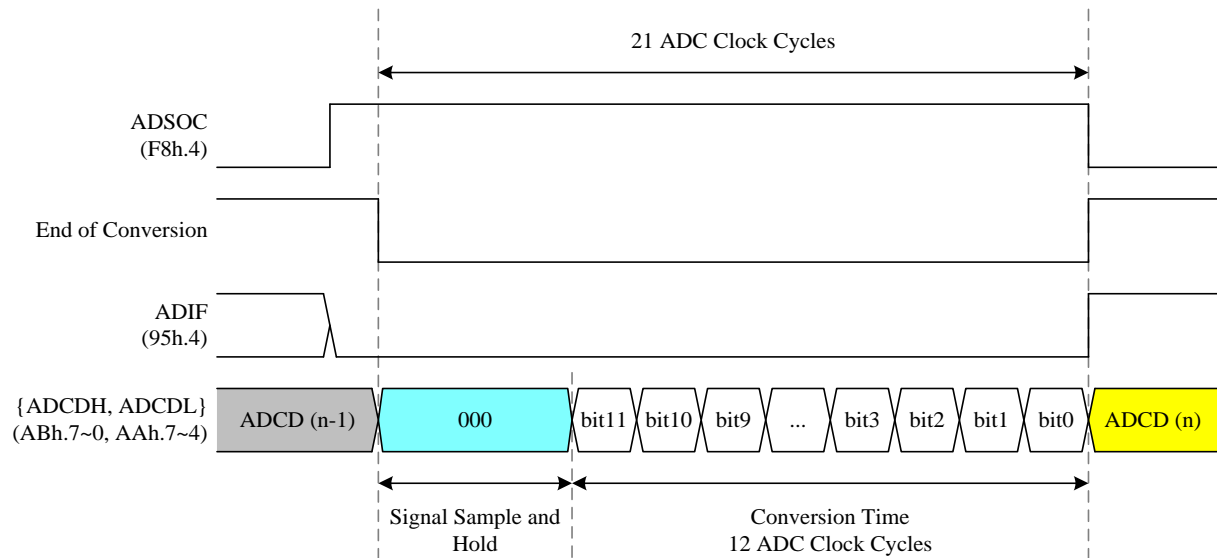 21 ADC Clock Cycles
ADSOC
(F8h.4)
End of Conversion
ADIF
(95h.4)
{ADCDH, ADCDL}
(ABh.7~0, AAh.7~4)
ADCD (n-1)
000
bit11
bit10
bit9
...
bit3
bit2
bit1
bit0
ADCD (n)
Signal Sample and
Hold
Conversion Time
12 ADC Clock Cycles